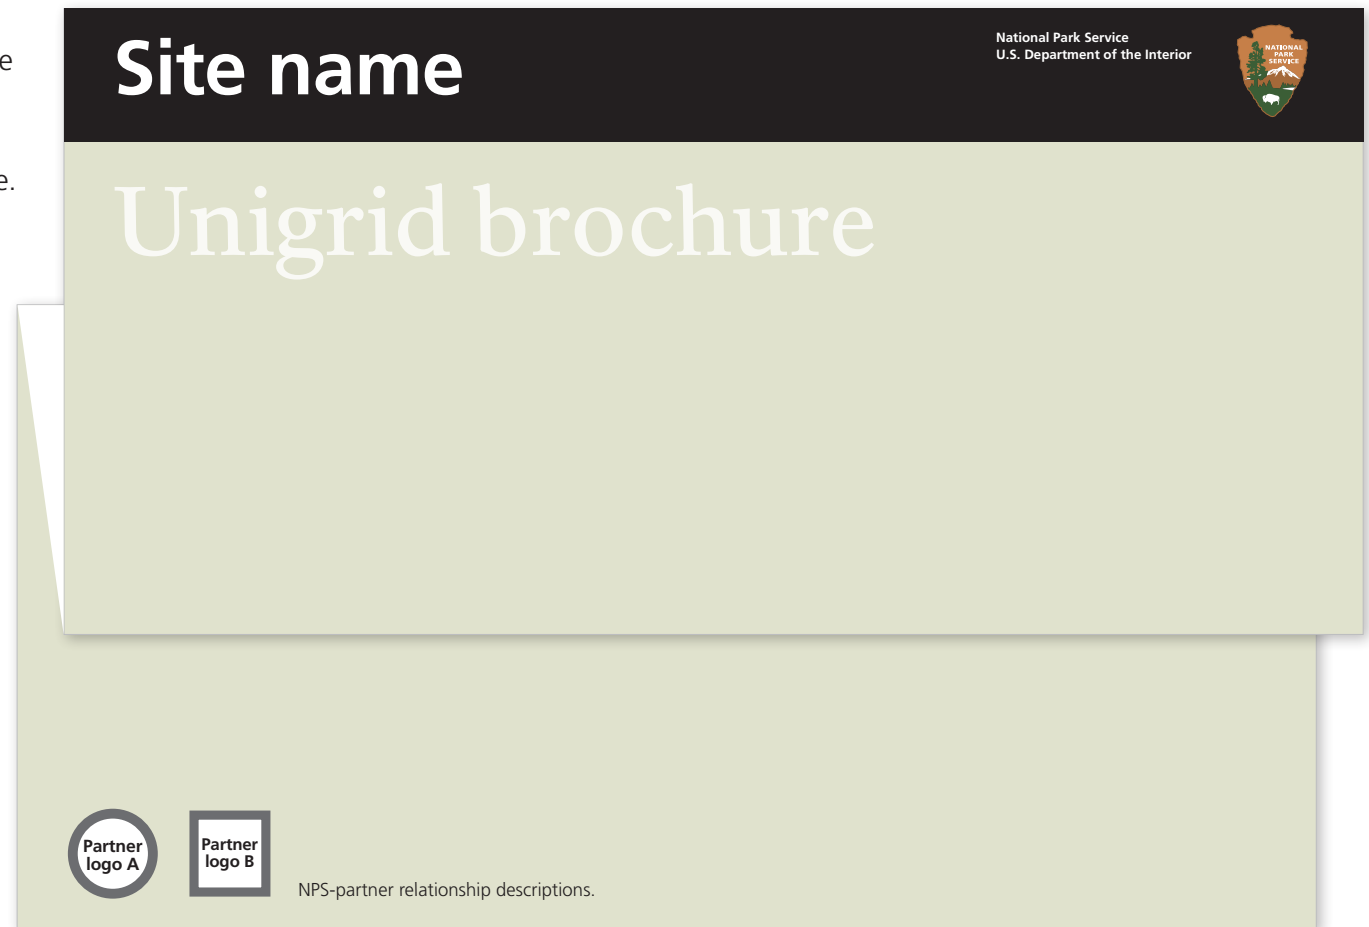 e
e.
Site name
National Park Service
U.S. Department of the Interior
NATIONAL
PARK
SERVICE
Unigrid brochure
Partner
logo A
Partner
logo B
NPS-partner relationship descriptions.